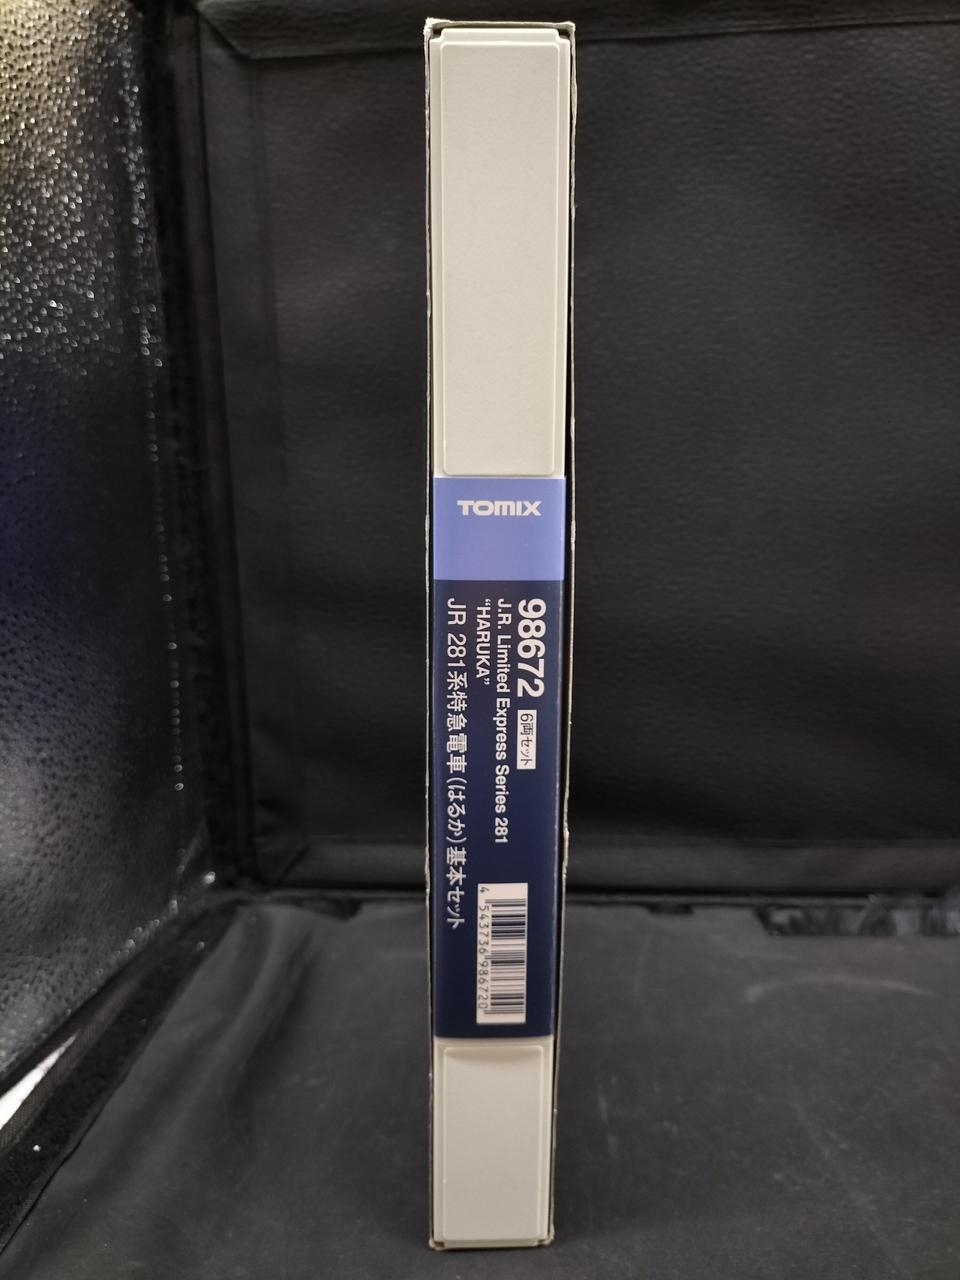 TOMIX
98672 6両セット
J.R. Limited Express Series 281
“HARUKA”
JR 281系特急電車(はるか)基本セット
4 543736 986720